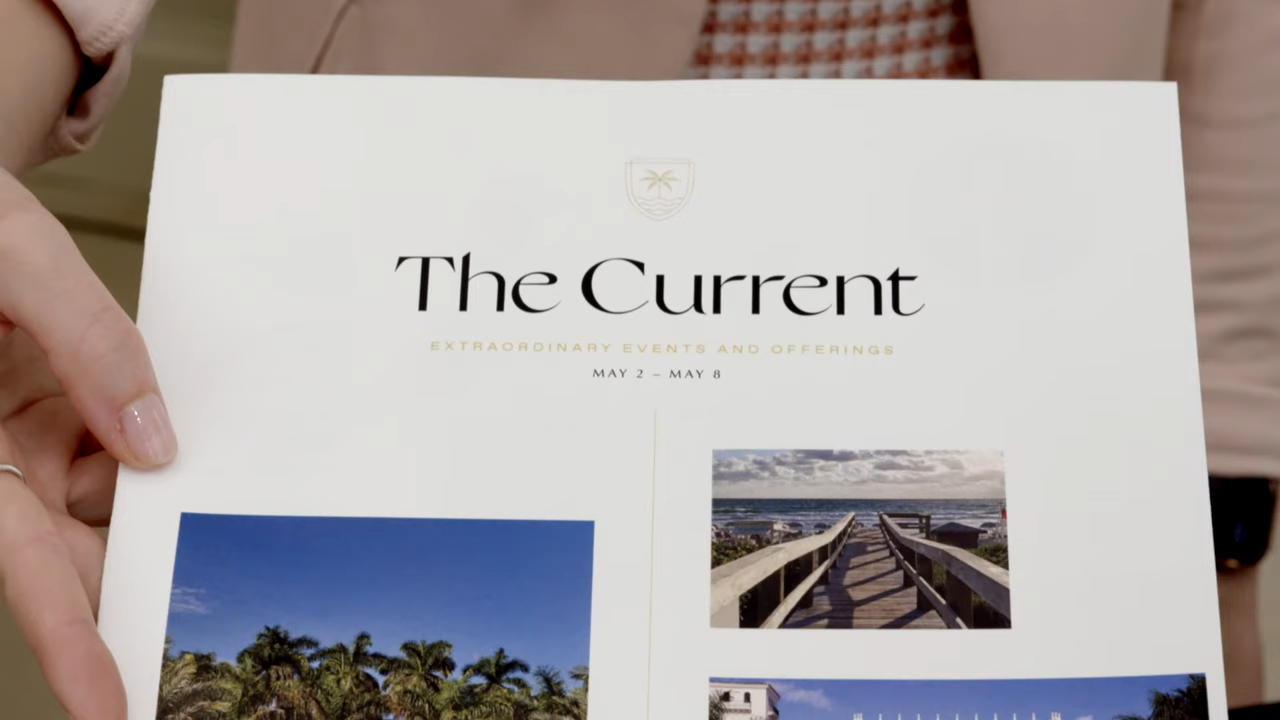 The Current
EXTRAORDINARY EVENTS AND OFFERINGS
MAY 2 – MAY 8